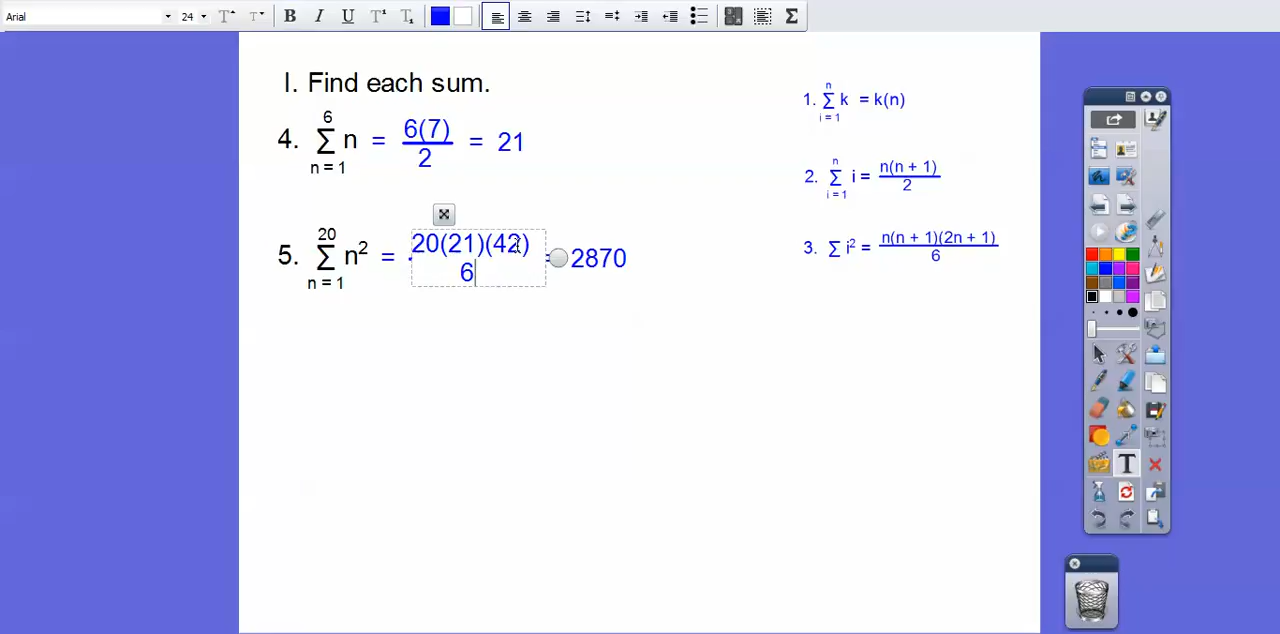 Arial 24 T T B I U T T Σ
I. Find each sum.
4. 6 Σ n = 1 n = 6(7) / 2 = 21
5. 20 Σ n = 1 n² = 20(21)(42) / 6 = 2870
1. n Σ i = 1 k = k(n)
2. n Σ i = 1 i = n(n + 1) / 2
3. Σ i² = n(n + 1)(2n + 1) / 6
T